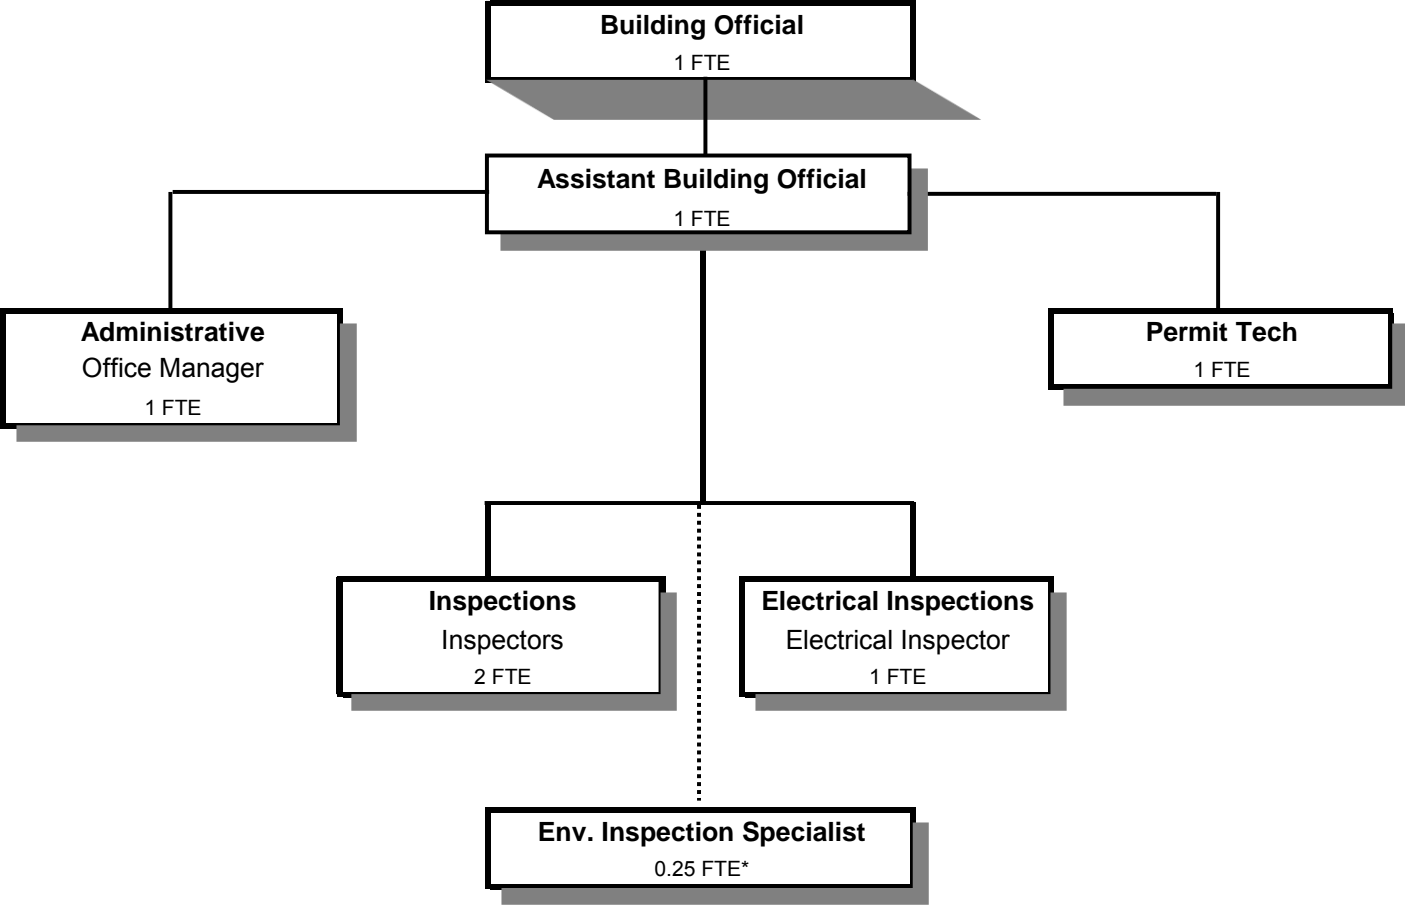 Building Official
1 FTE
Assistant Building Official
1 FTE
Administrative
Office Manager
1 FTE
Permit Tech
1 FTE
Inspections
Inspectors
2 FTE
Electrical Inspections
Electrical Inspector
1 FTE
Env. Inspection Specialist
0.25 FTE*